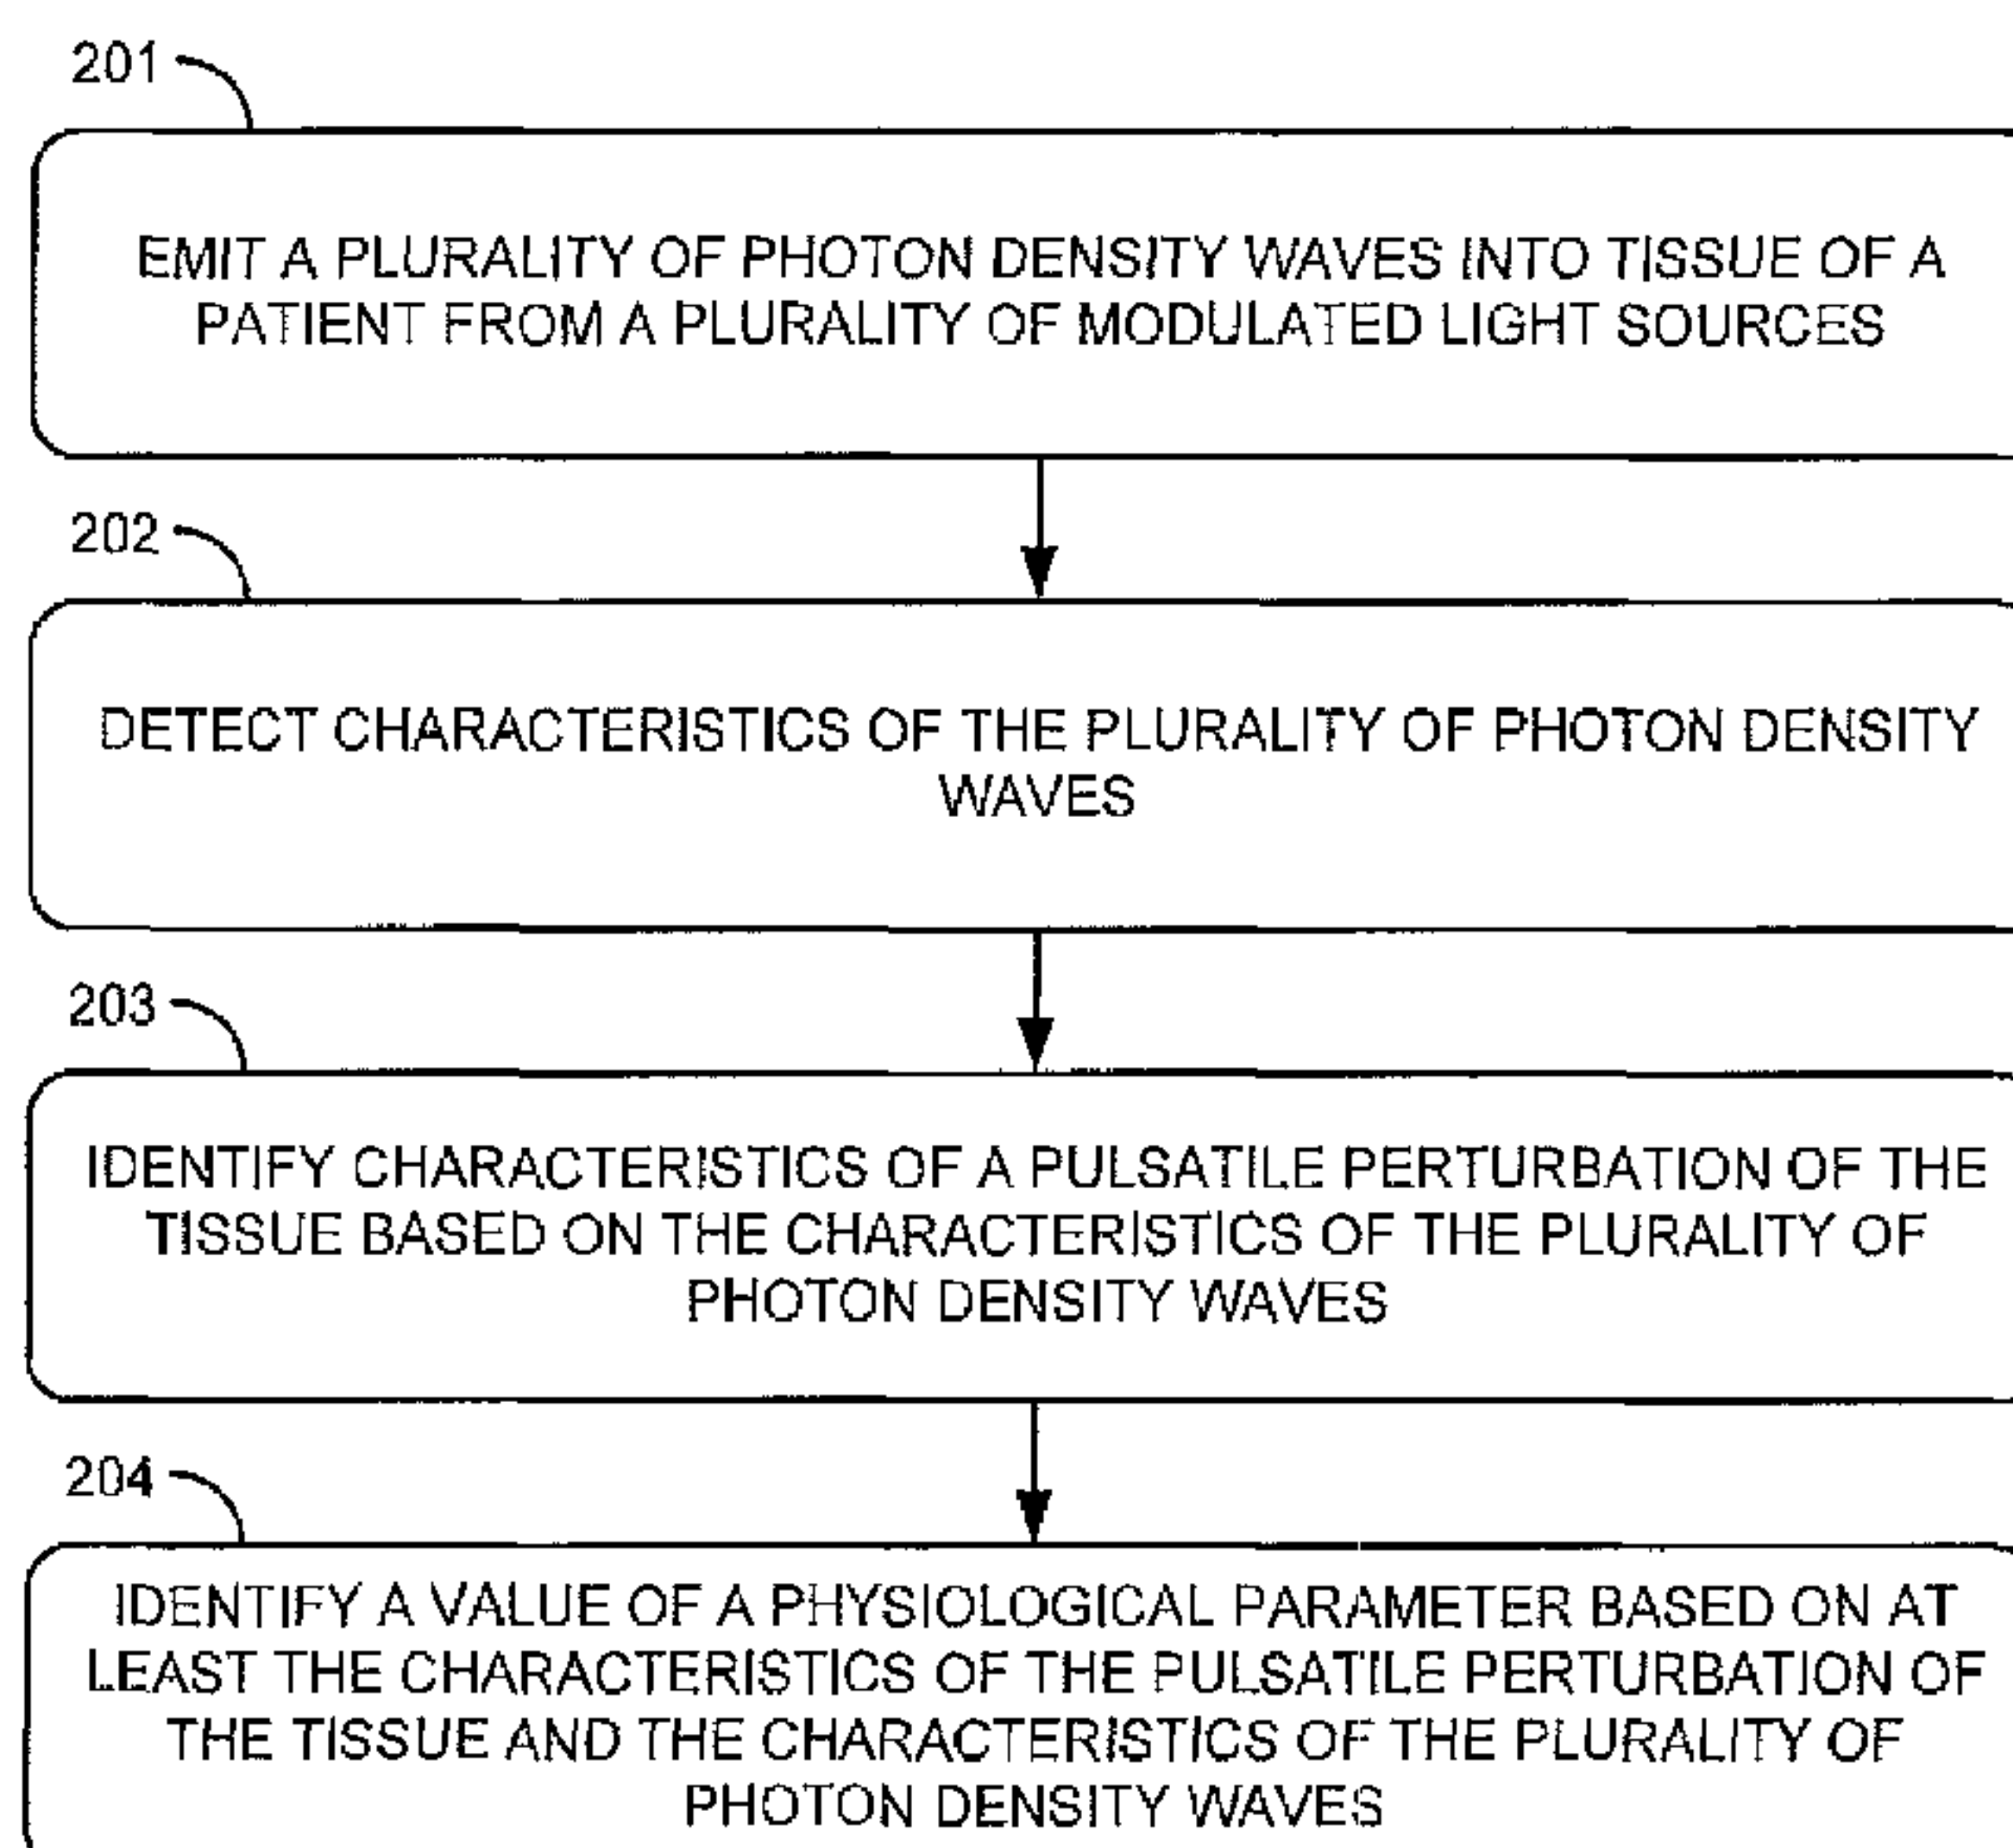 201
EMIT A PLURALITY OF PHOTON DENSITY WAVES INTO TISSUE OF A
PATIENT FROM A PLURALITY OF MODULATED LIGHT SOURCES
202
DETECT CHARACTERISTICS OF THE PLURALITY OF PHOTON DENSITY
WAVES
203
IDENTIFY CHARACTERISTICS OF A PULSATILE PERTURBATION OF THE
TISSUE BASED ON THE CHARACTERISTICS OF THE PLURALITY OF
PHOTON DENSITY WAVES
204
IDENTIFY A VALUE OF A PHYSIOLOGICAL PARAMETER BASED ON AT
LEAST THE CHARACTERISTICS OF THE PULSATILE PERTURBATION OF
THE TISSUE AND THE CHARACTERISTICS OF THE PLURALITY OF
PHOTON DENSITY WAVES